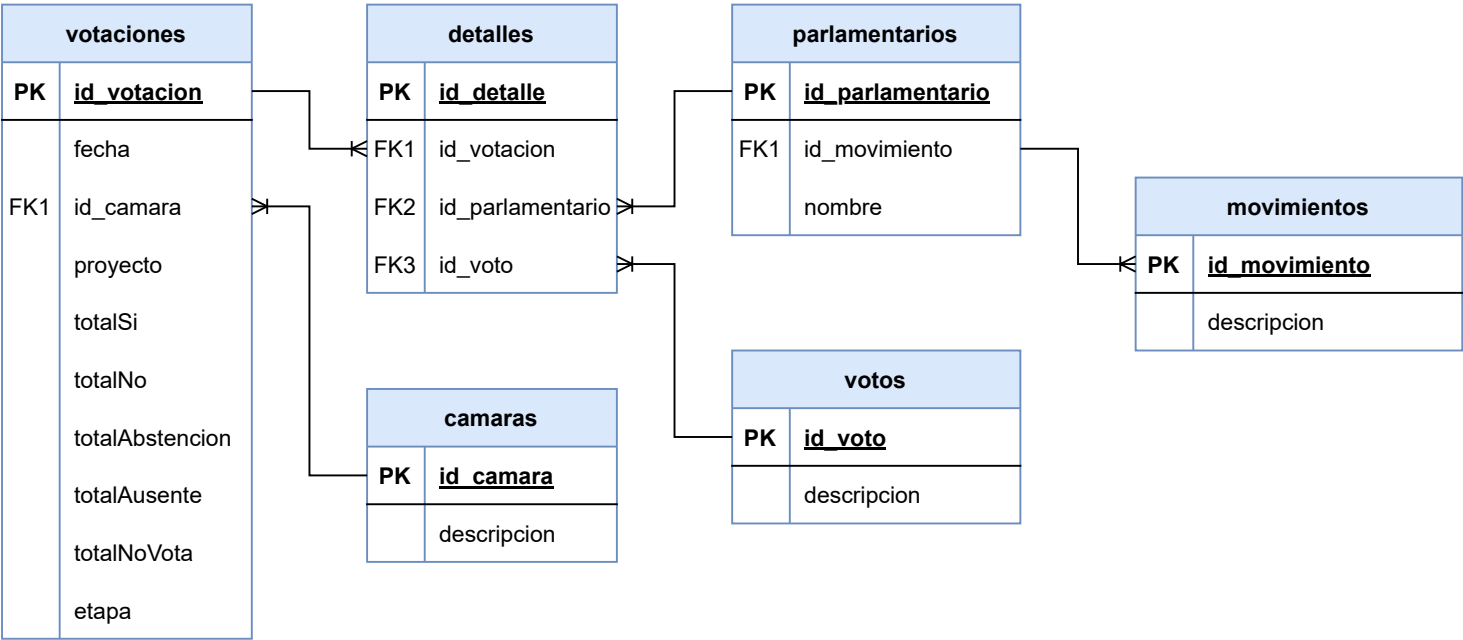 votaciones
PK id_votacion
fecha
FK1 id_camara
proyecto
totalSi
totalNo
totalAbstencion
totalAusente
totalNoVota
etapa
detalles
PK id_detalle
FK1 id_votacion
FK2 id_parlamentario
FK3 id_voto
camaras
PK id_camara
descripcion
parlamentarios
PK id_parlamentario
FK1 id_movimiento
nombre
votos
PK id_voto
descripcion
movimientos
PK id_movimiento
descripcion